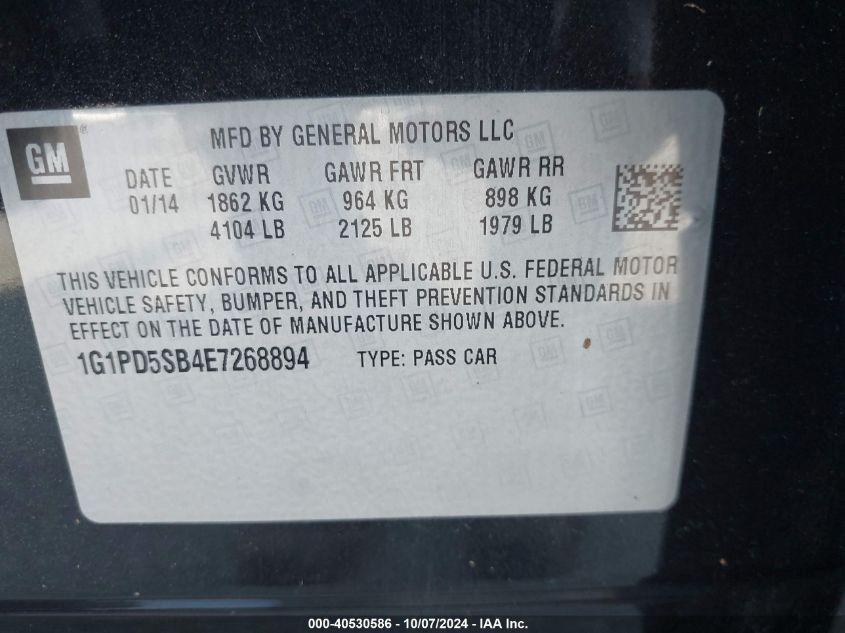 GM ®
MFD BY GENERAL MOTORS LLC
DATE GVWR GAWR FRT GAWR RR
01/14 1862 KG 964 KG 898 KG
4104 LB 2125 LB 1979 LB
THIS VEHICLE CONFORMS TO ALL APPLICABLE U.S. FEDERAL MOTOR
VEHICLE SAFETY, BUMPER, AND THEFT PREVENTION STANDARDS IN
EFFECT ON THE DATE OF MANUFACTURE SHOWN ABOVE.
1G1PD5SB4E7268894 TYPE: PASS CAR
000-40530586 - 10/07/2024 - IAA Inc.